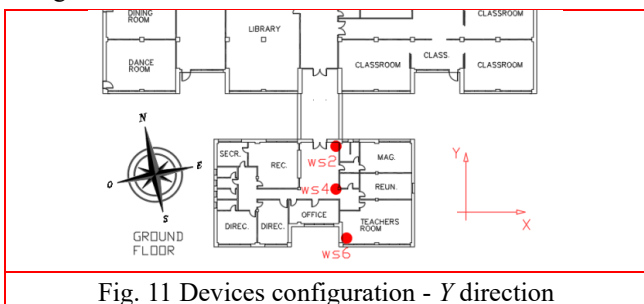 DINING
ROOM
LIBRARY
CLASSROOM
CLASSROOM
DANCE
ROOM
CLASSROOM
CLASS.
CLASSROOM
N
E
O
S
GROUND
FLOOR
SECR.
REC.
ws2
MAG.
ws4
REUN.
DIREC.
DIREC.
OFFICE
TEACHERS
ROOM
ws6
Y
X
Fig. 11 Devices configuration - Y direction